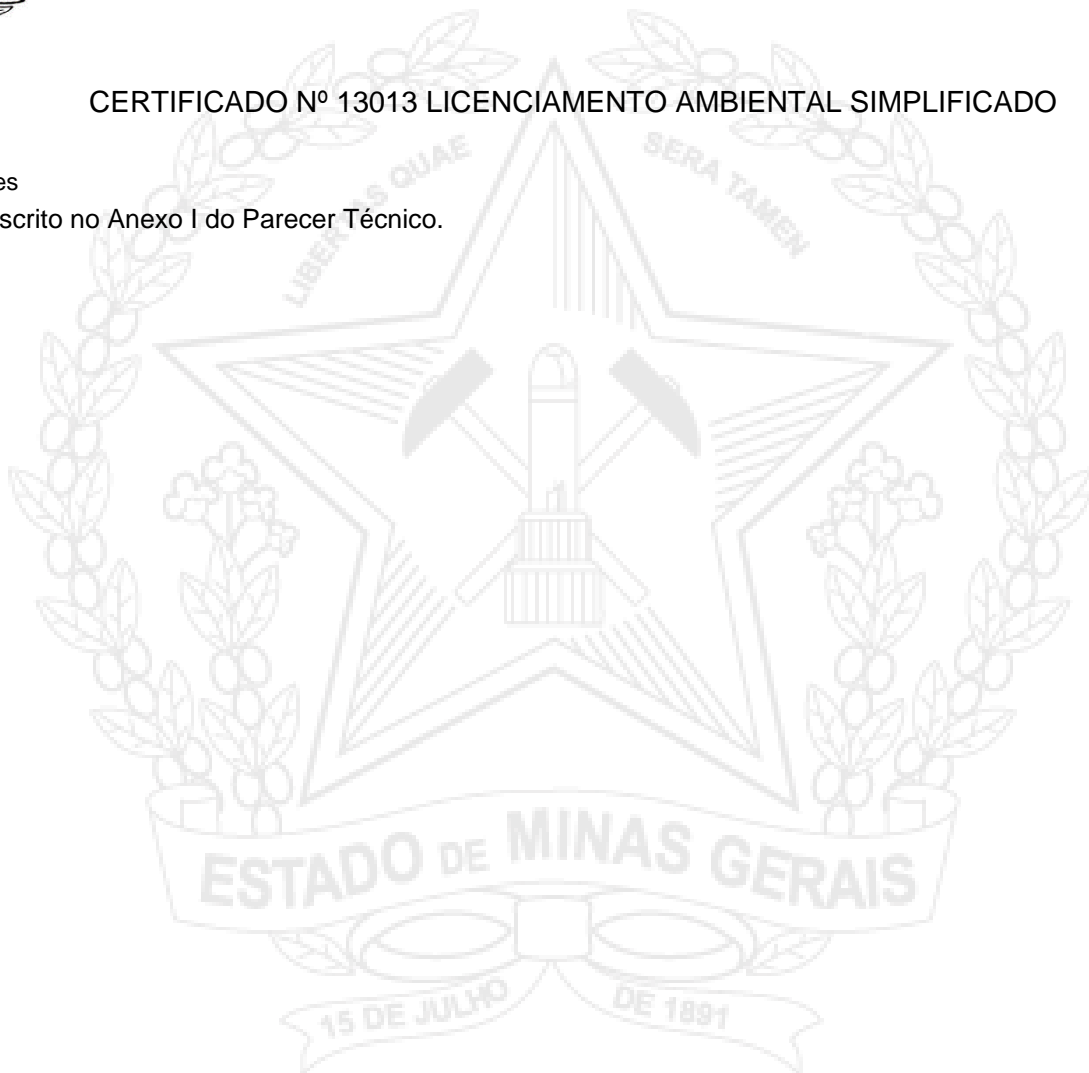 CERTIFICADO Nº 13013 LICENCIAMENTO AMBIENTAL SIMPLIFICADO
es
scrito no Anexo I do Parecer Técnico.
LIBERTAS QUAE SERA TAMEN
ESTADO DE MINAS GERAIS
15 DE JULHO DE 1891